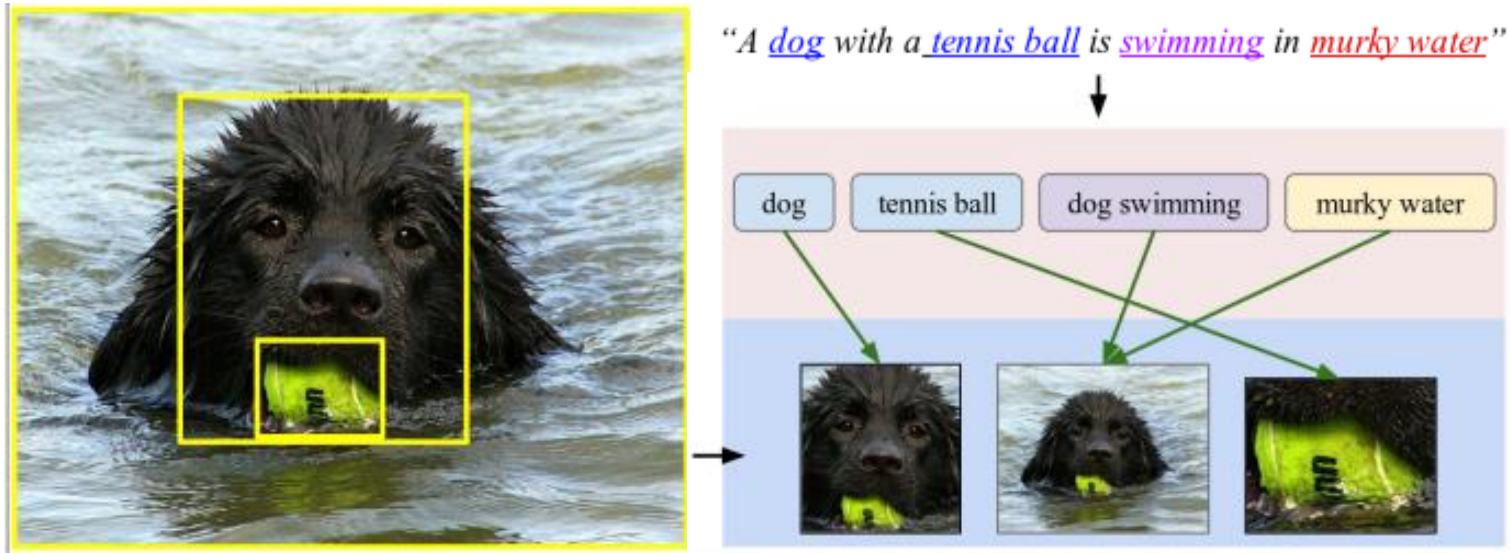 “A dog with a tennis ball is swimming in murky water”
dog
tennis ball
dog swimming
murky water